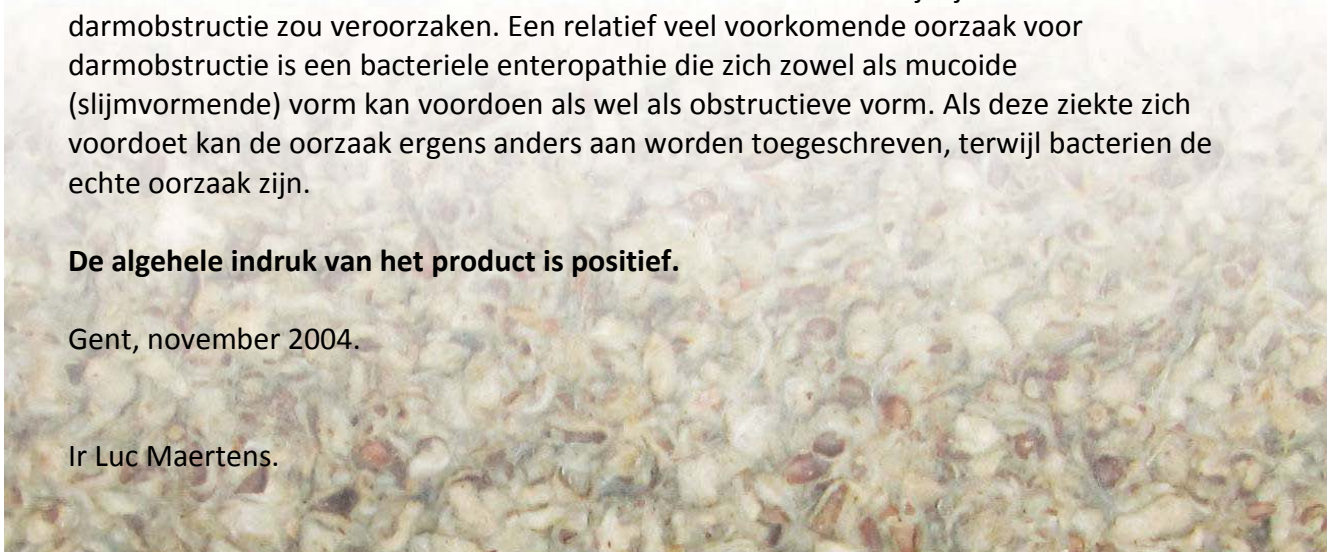 darmobstructie zou veroorzaken. Een relatief veel voorkomende oorzaak voor
darmobstructie is een bacteriele enteropathie die zich zowel als mucoide
(slijmvormende) vorm kan voordoen als wel als obstructieve vorm. Als deze ziekte zich
voordoet kan de oorzaak ergens anders aan worden toegeschreven, terwijl bacterien de
echte oorzaak zijn.
De algehele indruk van het product is positief.
Gent, november 2004.
Ir Luc Maertens.